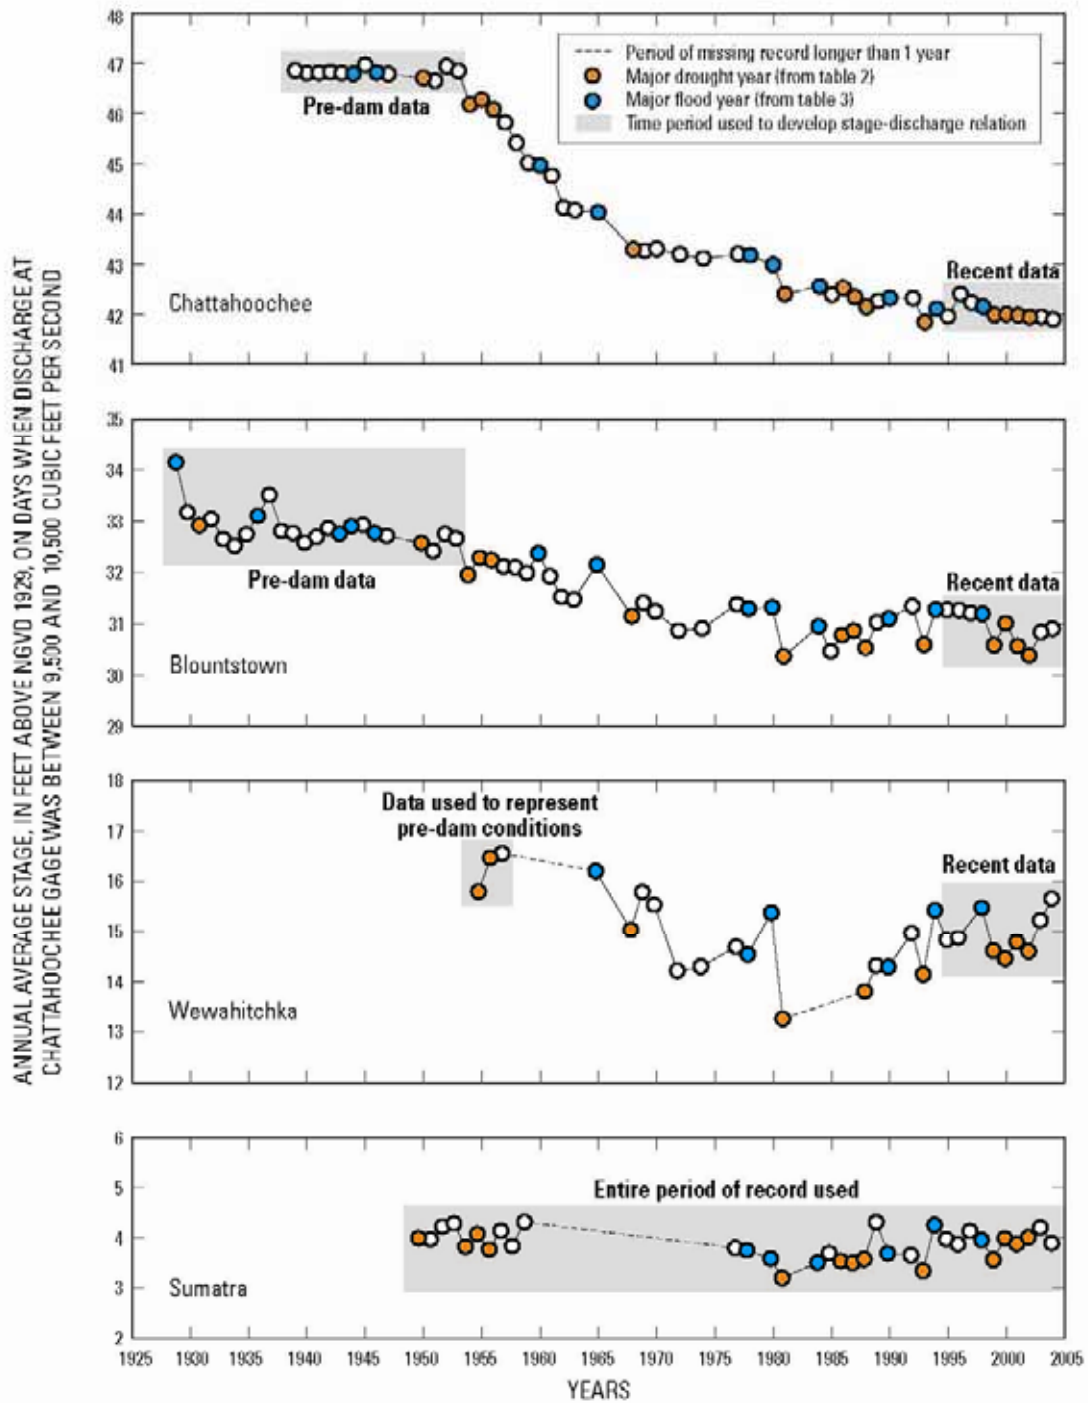 ANNUAL AVERAGE STAGE, IN FEET ABOVE NGVD 1929, ON DAYS WHEN DISCHARGE AT
CHATTAHOOCHEE GAGE WAS BETWEEN 9,500 AND 10,500 CUBIC FEET PER SECOND
48
47
46
45
44
43
42
41
Period of missing record longer than 1 year
Major drought year (from table 2)
Major flood year (from table 3)
Time period used to develop stage-discharge relation
Pre-dam data
Recent data
Chattahoochee
35
34
33
32
31
30
29
Pre-dam data
Recent data
Blountstown
18
17
16
15
14
13
12
Data used to represent
pre-dam conditions
Recent data
Wewahitchka
6
5
4
3
2
Entire period of record used
Sumatra
1925 1930 1935 1940 1945 1950 1955 1960 1965 1970 1975 1980 1985 1990 1995 2000 2005
YEARS